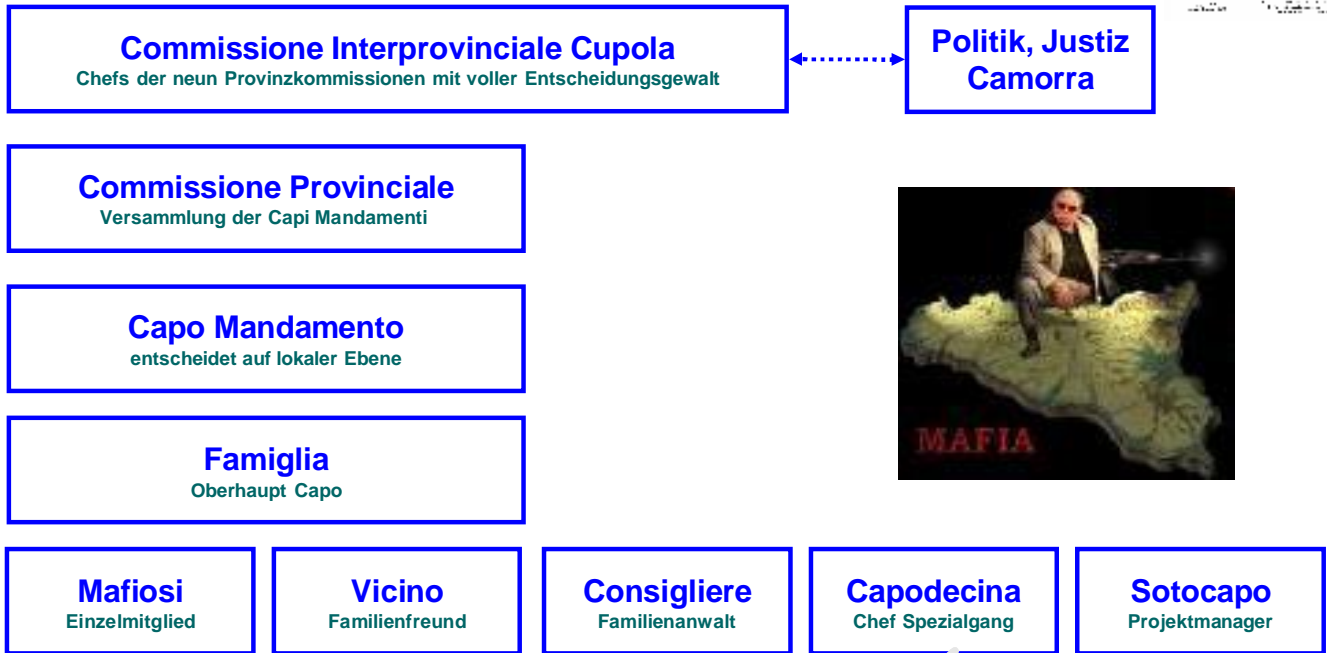 Commissione Interprovinciale Cupola
Chefs der neun Provinzkommissionen mit voller Entscheidungsgewalt
Politik, Justiz
Camorra
Commissione Provinciale
Versammlung der Capi Mandamenti
Capo Mandamento
entscheidet auf lokaler Ebene
Famiglia
Oberhaupt Capo
MAFIA
Mafiosi
Einzelmitglied
Vicino
Familienfreund
Consigliere
Familienanwalt
Capodecina
Chef Spezialgang
Sotocapo
Projektmanager